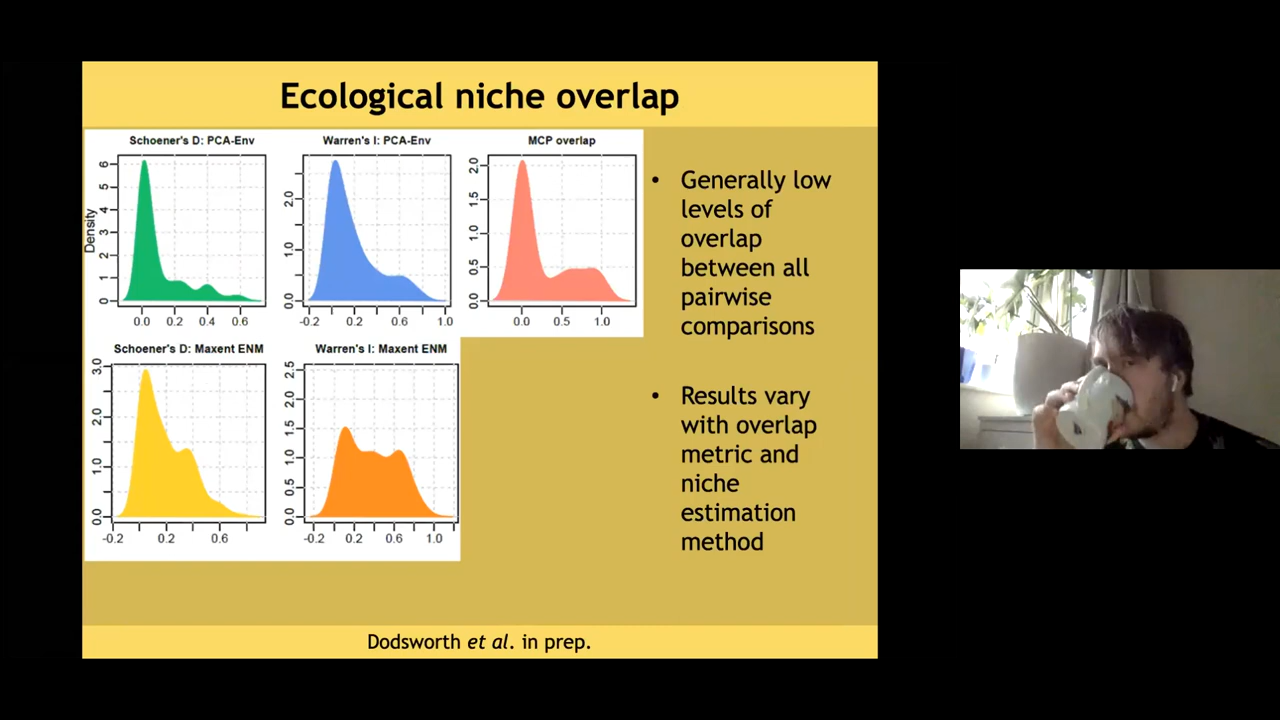 Ecological niche overlap
Schoener's D: PCA-Env
Warren's I: PCA-Env
MCP overlap
Density
6
5
4
3
2
1
0
0.0 0.2 0.4 0.6
2.0
1.0
0.0
-0.2 0.2 0.6 1.0
2.0
1.5
1.0
0.5
0.0
0.0 0.5 1.0
Schoener's D: Maxent ENM
Warren's I: Maxent ENM
3.0
2.0
1.0
0.0
-0.2 0.2 0.6
2.5
2.0
1.5
1.0
0.5
0.0
-0.2 0.2 0.6 1.0
• Generally low
levels of
overlap
between all
pairwise
comparisons
• Results vary
with overlap
metric and
niche
estimation
method
Dodsworth et al. in prep.